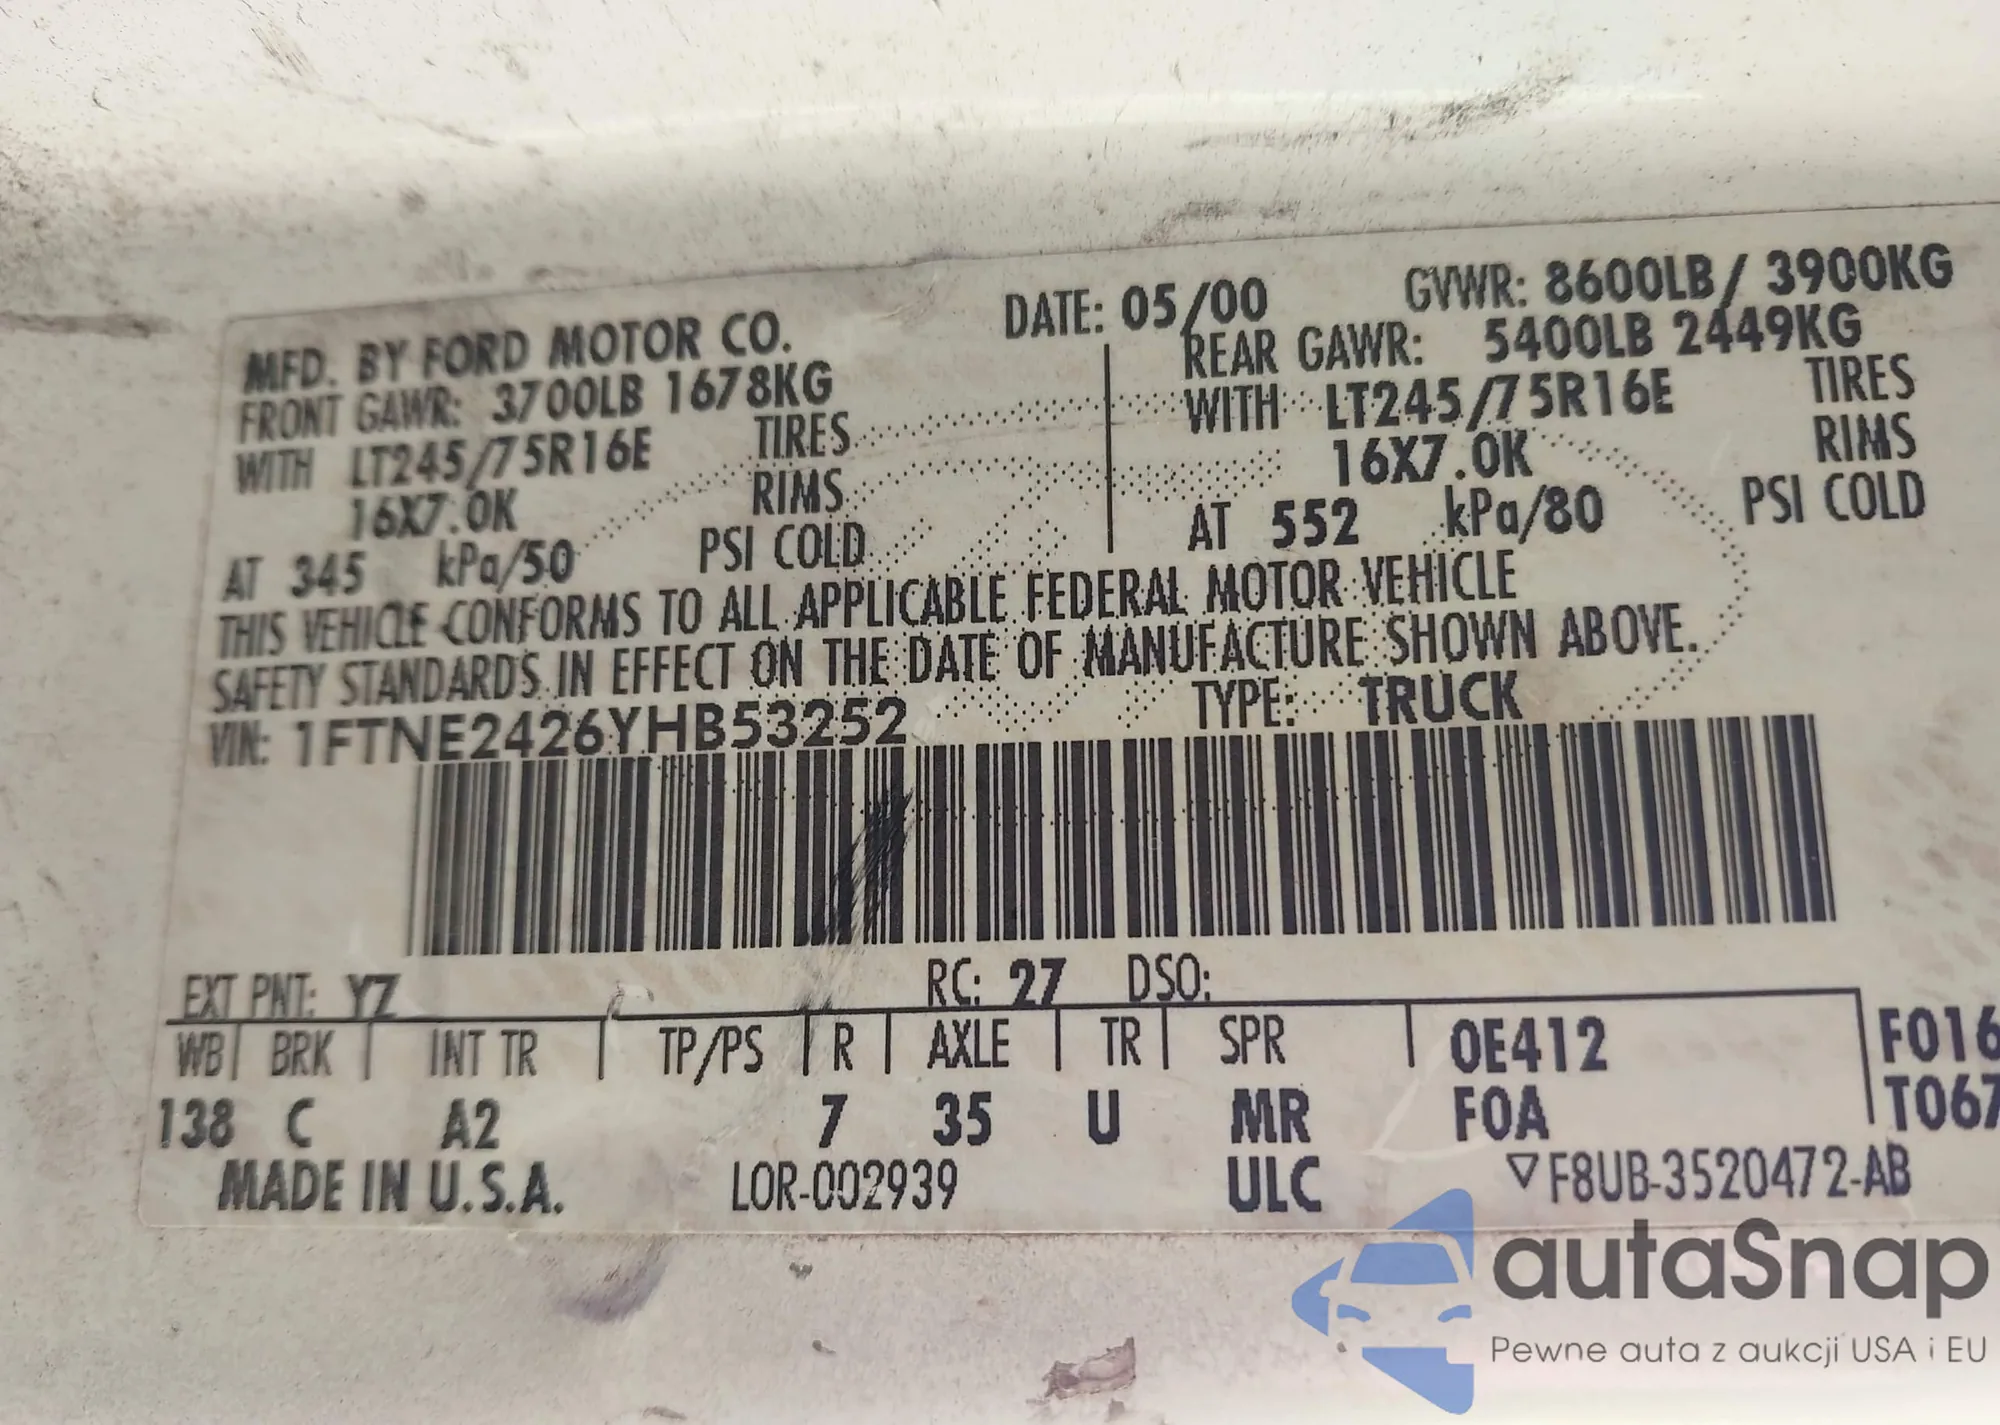 MFD. BY FORD MOTOR CO.
DATE: 05/00
GVWR: 8600LB/ 3900KG
FRONT GAWR: 3700LB 1678KG
REAR GAWR: 5400LB 2449KG
WITH LT245/75R16E TIRES
WITH LT245/75R16E TIRES
16X7.0K RIMS
16X7.0K RIMS
AT 345 kPa/50 PSI COLD
AT 552 kPa/80 PSI COLD
THIS VEHICLE CONFORMS TO ALL APPLICABLE FEDERAL MOTOR VEHICLE
SAFETY STANDARDS IN EFFECT ON THE DATE OF MANUFACTURE SHOWN ABOVE.
VIN: 1FTNE2426YHB53252
TYPE: TRUCK
EXT PNT: YZ RC: 27 DSO:
WB BRK INT TR TP/PS R AXLE TR SPR 0E412 F016
138 C A2 7 35 U MR F0A T067
MADE IN U.S.A. LOR-002939 ULC ▽F8UB-3520472-AB
autaSnap
Pewne auta z aukcji USA i EU